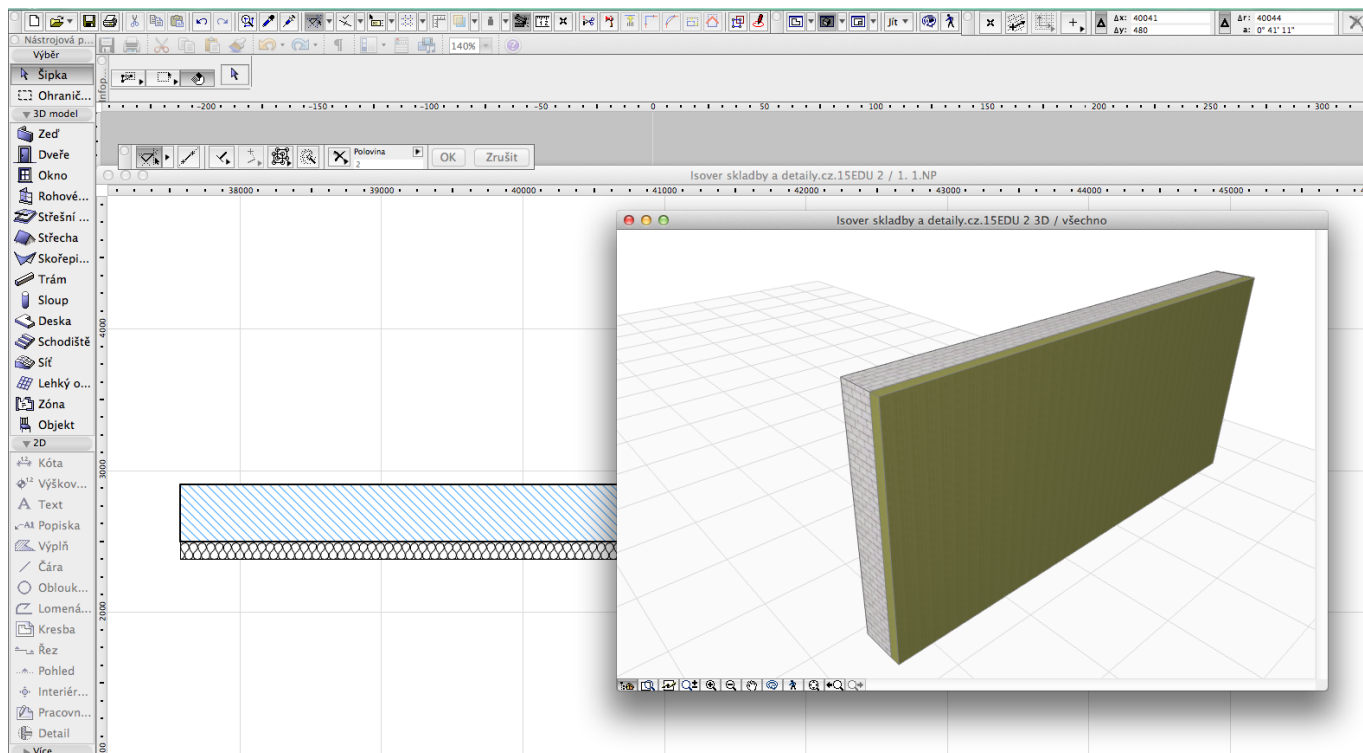 Jít
Δx: 40041
Δy: 480
Δr: 40044
a: 0° 41' 11"
Nástrojová p...
140%
Výběr
Šipka
Ohranič...
Infop...
3D model
-200 -150 -100 -50 0 50 100 150 200 250 300
Zeď
Dveře
Polovina
2
OK
Zrušit
Okno
Isover skladby a detaily.cz.15EDU 2 / 1. 1.NP
Rohové...
38000 39000 40000 41000 42000 43000 44000 45000
Střešní ...
Isover skladby a detaily.cz.15EDU 2 3D / všechno
Střecha
Skořepi...
Trám
Sloup
Deska
4000
Schodiště
Síť
Lehký o...
Zóna
Objekt
2D
Kóta
3000
Výškov...
A Text
A1 Popiska
Výplň
Čára
Oblouk...
Lomená...
2000
Kresba
Řez
Pohled
Interiér...
Pracovn...
Detail
Více